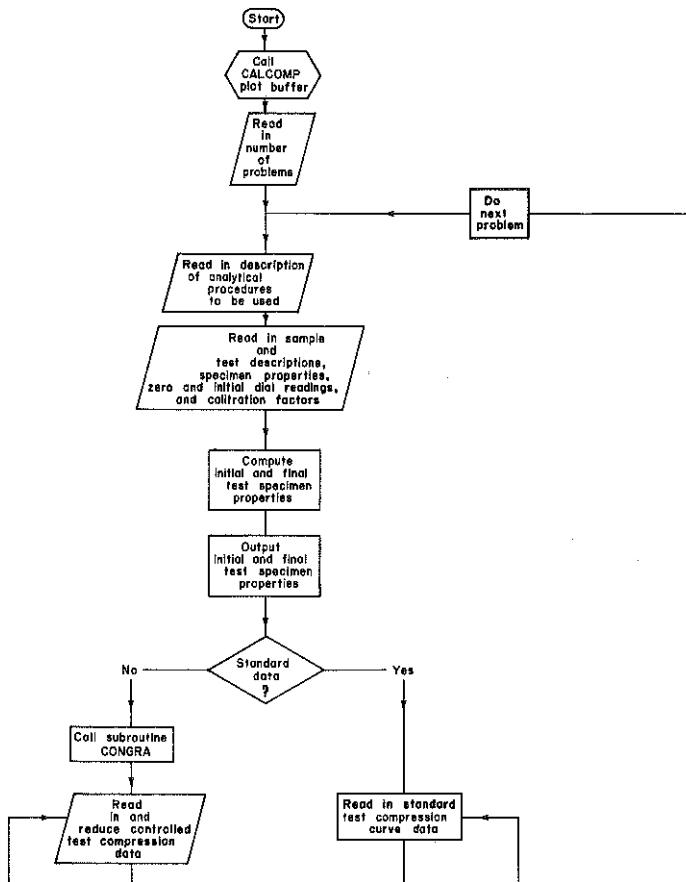 Start
Call
CALCOMP
plot buffer
Read
in
number
of
problems
Do
next
problem
Read in description
of analytical
procedures
to be used
Read in sample
and
test descriptions,
specimen properties,
zero and initial dial readings,
and calitration factors
Compute
initial and final
test specimen
properties
Output
initial and final
test specimen
properties
Standard
data
?
No
Yes
Call subroutine
CONGRA
Read
in and
reduce controlled
test compression
data
Read in standard
test compression
curve data